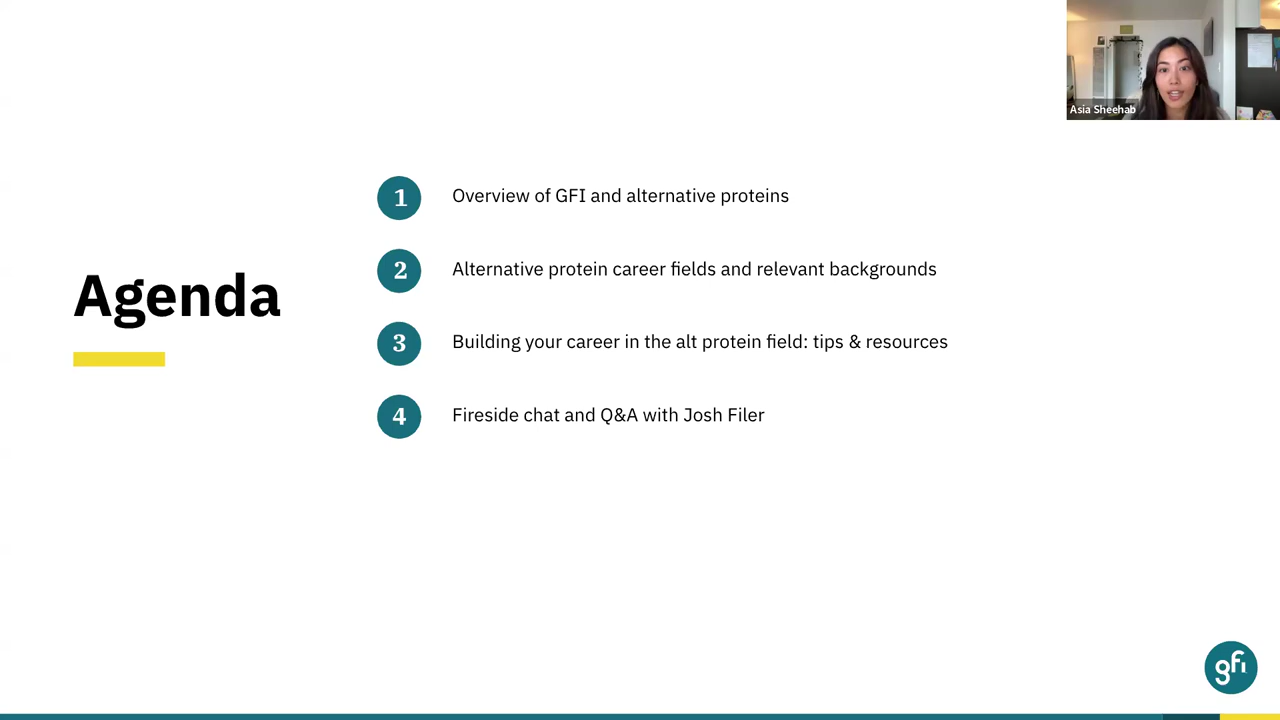 Asia Sheehab
Agenda
1 Overview of GFI and alternative proteins
2 Alternative protein career fields and relevant backgrounds
3 Building your career in the alt protein field: tips & resources
4 Fireside chat and Q&A with Josh Filer
gfi